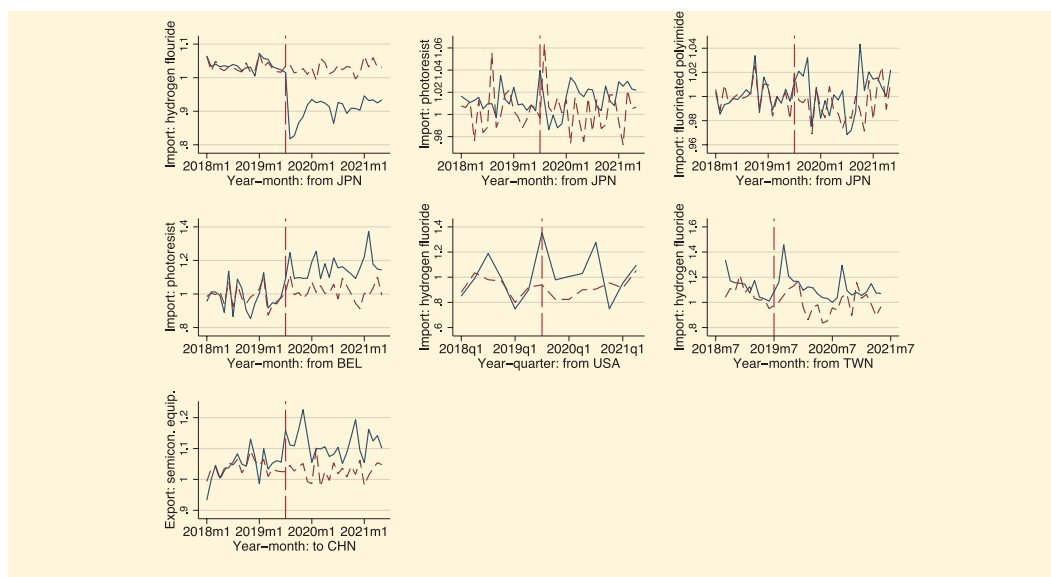 Import: hydrogen flouride
.8 .9 1 1.1
2018m1 2019m1 2020m1 2021m1
Year-month: from JPN
Import: photoresist
.98 1 1.02 1.04 1.06
2018m1 2019m1 2020m1 2021m1
Year-month: from JPN
Import: fluorinated polyimide
.96 .98 1 1.02 1.04
2018m1 2019m1 2020m1 2021m1
Year-month: from JPN
Import: photoresist
.8 1 1.2 1.4
2018m1 2019m1 2020m1 2021m1
Year-month: from BEL
Import: hydrogen fluoride
.6 .8 1 1.2 1.4
2018q1 2019q1 2020q1 2021q1
Year-quarter: from USA
Import: hydrogen fluoride
.8 1 1.2 1.4 1.6
2018m7 2019m7 2020m7 2021m7
Year-month: from TWN
Export: semicon. equip.
.9 1 1.1 1.2
2018m1 2019m1 2020m1 2021m1
Year-month: to CHN